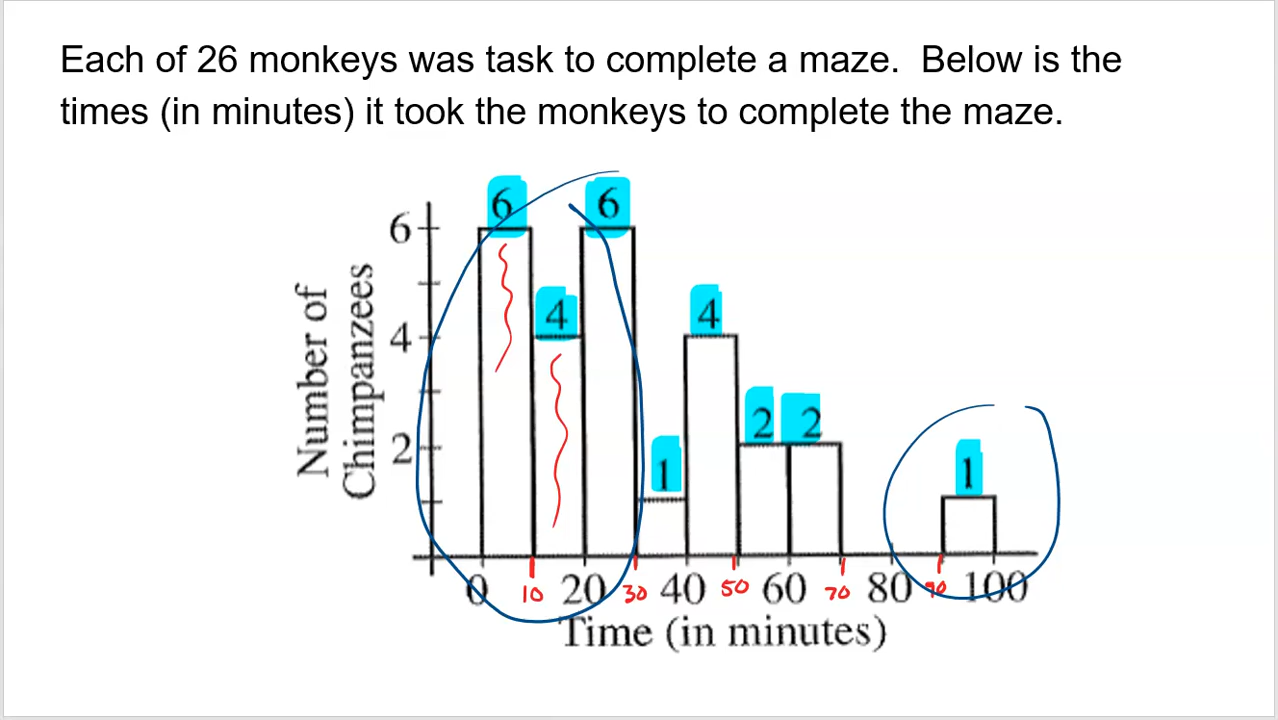 Each of 26 monkeys was task to complete a maze.  Below is the
times (in minutes) it took the monkeys to complete the maze.
6
6
6
4
4
4
2
2
2
1
1
Number of
Chimpanzees
0 10 20 30 40 50 60 70 80 90 100
Time (in minutes)